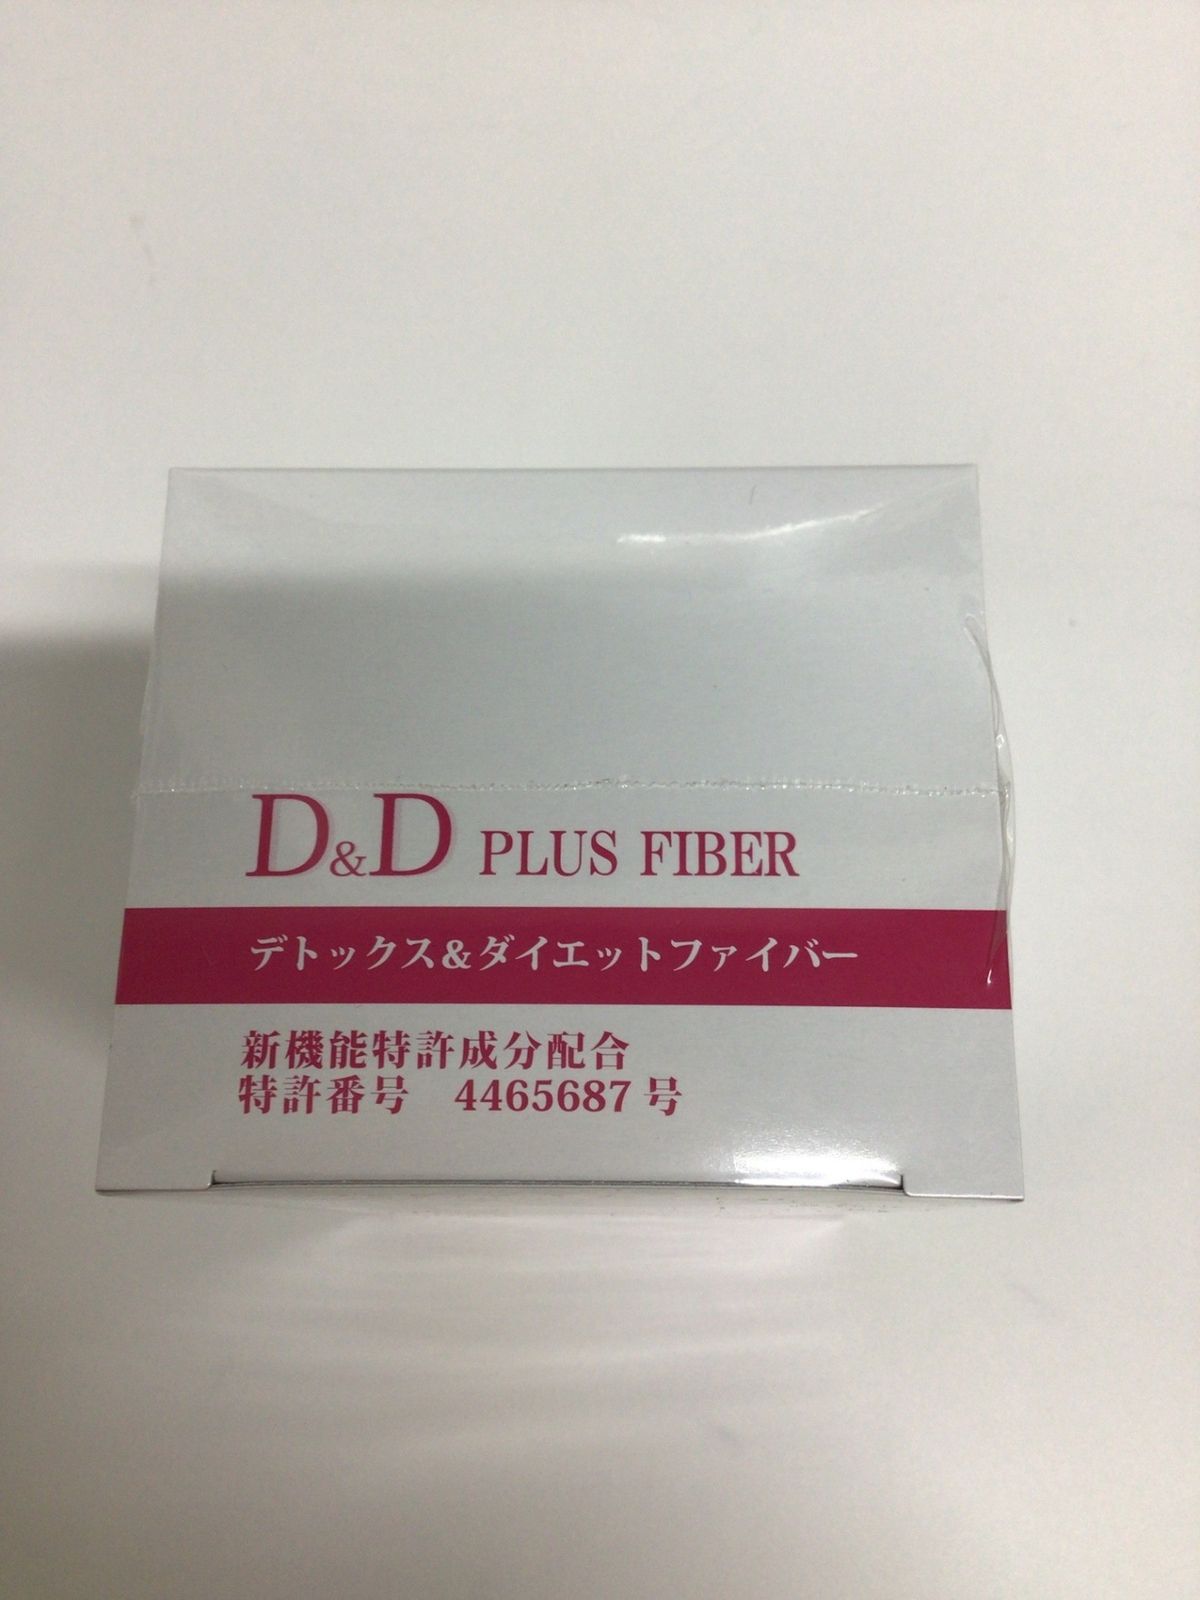 D&D PLUS FIBER
デトックス&ダイエットファイバー
新機能特許成分配合
特許番号　4465687号